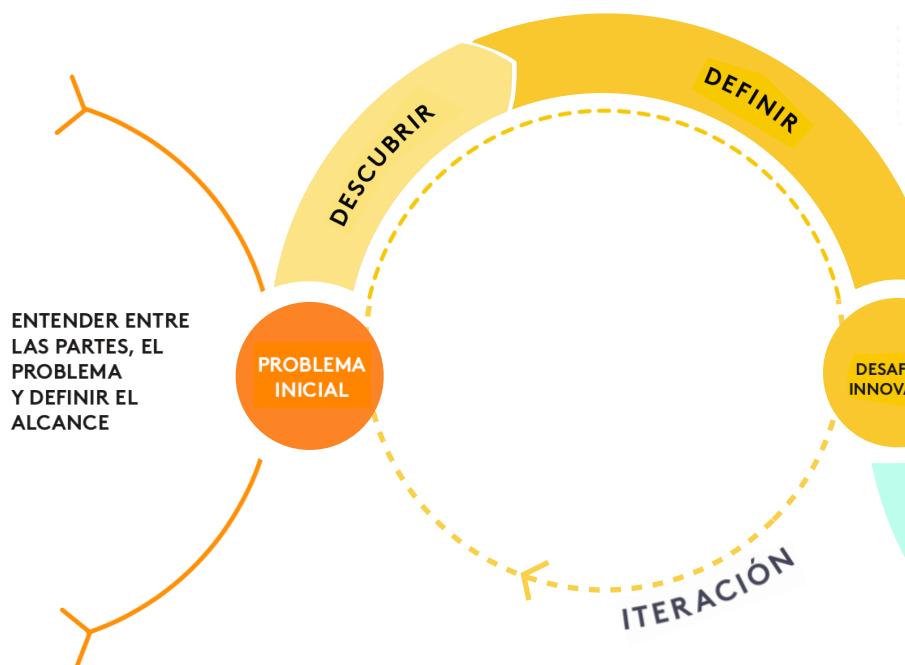 DESCUBRIR
DEFINIR
ENTENDER ENTRE
LAS PARTES, EL
PROBLEMA
Y DEFINIR EL
ALCANCE
PROBLEMA
INICIAL
ITERACIÓN